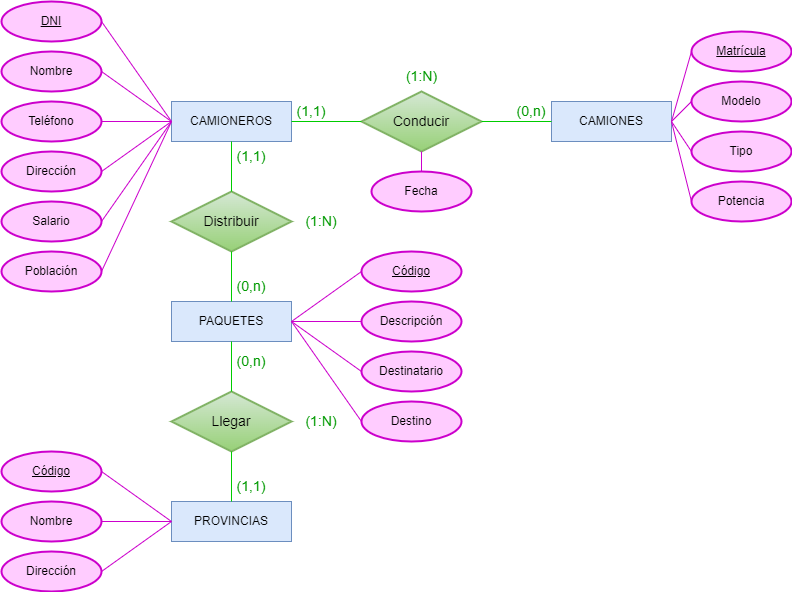 DNI
Nombre
Teléfono
Dirección
Salario
Población
CAMIONEROS
(1,1)
(1:N)
Conducir
Fecha
(0,n)
CAMIONES
Matrícula
Modelo
Tipo
Potencia
(1,1)
Distribuir
(1:N)
(0,n)
PAQUETES
Código
Descripción
Destinatario
Destino
(0,n)
Llegar
(1:N)
(1,1)
PROVINCIAS
Código
Nombre
Dirección